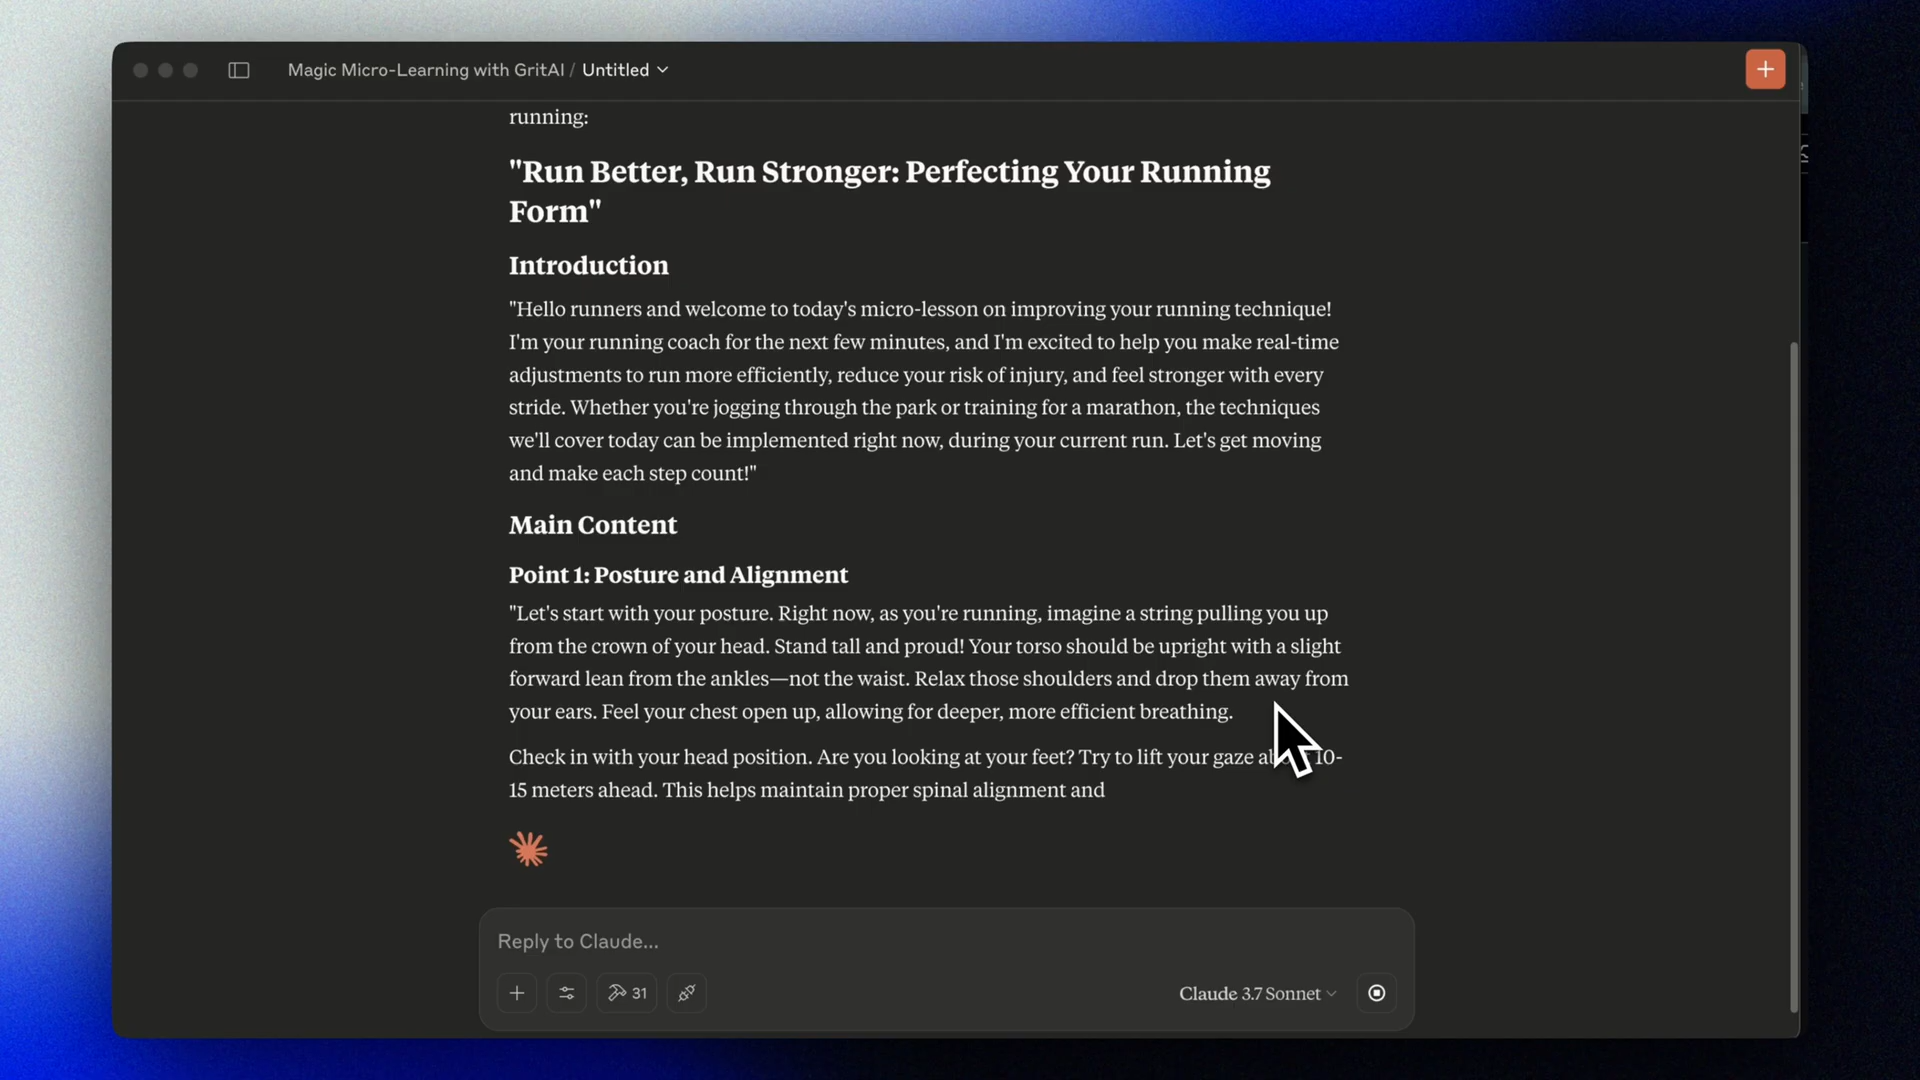 Magic Micro-Learning with GritAI / Untitled
running:
"Run Better, Run Stronger: Perfecting Your Running
Form"
Introduction
"Hello runners and welcome to today's micro-lesson on improving your running technique!
I'm your running coach for the next few minutes, and I'm excited to help you make real-time
adjustments to run more efficiently, reduce your risk of injury, and feel stronger with every
stride. Whether you're jogging through the park or training for a marathon, the techniques
we'll cover today can be implemented right now, during your current run. Let's get moving
and make each step count!"
Main Content
Point 1: Posture and Alignment
"Let's start with your posture. Right now, as you're running, imagine a string pulling you up
from the crown of your head. Stand tall and proud! Your torso should be upright with a slight
forward lean from the ankles—not the waist. Relax those shoulders and drop them away from
your ears. Feel your chest open up, allowing for deeper, more efficient breathing.
Check in with your head position. Are you looking at your feet? Try to lift your gaze 10-
15 meters ahead. This helps maintain proper spinal alignment and
Reply to Claude...
31
Claude 3.7 Sonnet